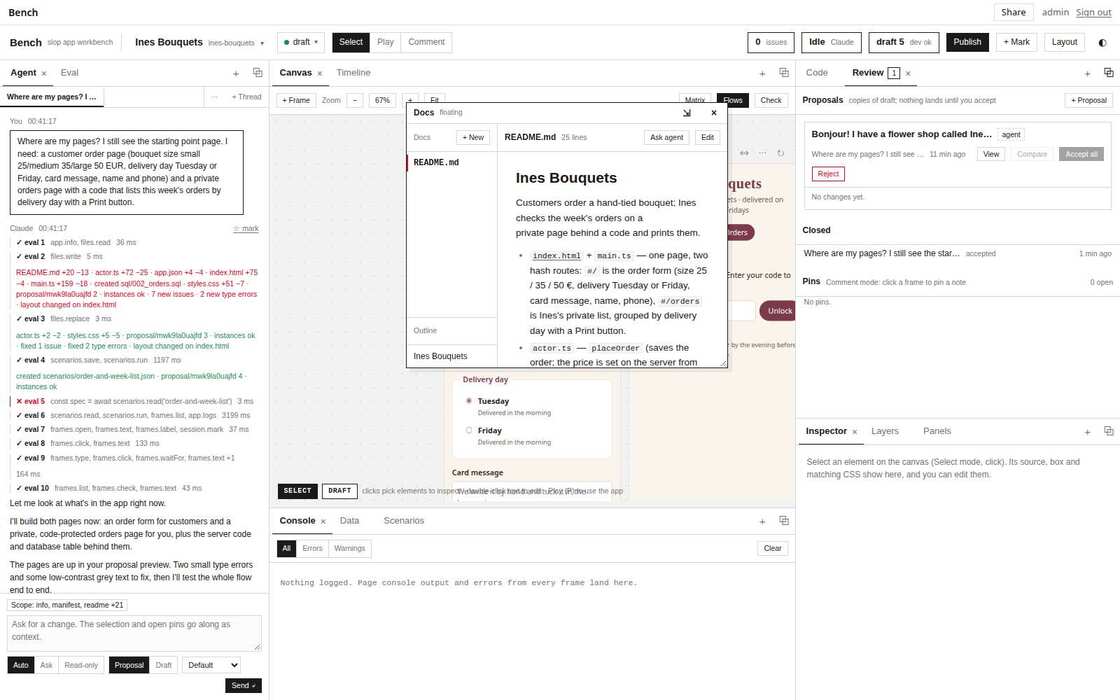 Bench
Share admin Sign out
Bench slop app workbench Ines Bouquets ines-bouquets draft Select Play Comment 0 issues Idle Claude draft 5 dev ok Publish + Mark Layout
Agent × Eval +
Where are my pages? I … ··· + Thread
You 00:41:17
Where are my pages? I still see the starting point page. I
need: a customer order page (bouquet size small
25/medium 35/large 50 EUR, delivery day Tuesday or
Friday, card message, name and phone) and a private
orders page with a code that lists this week's orders by
delivery day with a Print button.
Claude 00:41:17 ☆ mark
✓ eval 1 app.info, files.read 36 ms
✓ eval 2 files.write 5 ms
README.md +20 −13 · actor.ts +72 −25 · app.json +4 −4 · index.html +75
−4 · main.ts +159 −18 · created sql/002_orders.sql · styles.css +51 −7 ·
proposal/mwk9la0uajfd 2 · instances ok · 7 new issues · 2 new type errors
· layout changed on index.html
✓ eval 3 files.replace 3 ms
actor.ts +2 −2 · styles.css +5 −5 · proposal/mwk9la0uajfd 3 · instances ok
· fixed 1 issue · fixed 2 type errors · layout changed on index.html
✓ eval 4 scenarios.save, scenarios.run 1197 ms
created scenarios/order-and-week-list.json · proposal/mwk9la0uajfd 4 ·
instances ok
✕ eval 5 const spec = await scenarios.read('order-and-week-list') 3 ms
✓ eval 6 scenarios.read, scenarios.run, frames.list, app.logs 3199 ms
✓ eval 7 frames.open, frames.text, frames.label, session.mark 37 ms
✓ eval 8 frames.click, frames.text 133 ms
✓ eval 9 frames.type, frames.click, frames.waitFor, frames.text +1
164 ms
✓ eval 10 frames.list, frames.check, frames.text 43 ms
Let me look at what's in the app right now.
I'll build both pages now: an order form for customers and a
private, code-protected orders page for you, plus the server code
and database table behind them.
The pages are up in your proposal preview. Two small type errors
and some low-contrast grey text to fix, then I'll test the whole flow
end to end.
Scope: info, manifest, readme +21
Ask for a change. The selection and open pins go along as
context.
Auto Ask Read-only Proposal Draft Default
Send
Canvas × Timeline +
+ Frame Zoom − 67% + Fit Matrix Flows Check
Docs floating ×
Docs + New README.md 25 lines Ask agent Edit
README.md
Outline
Ines Bouquets
Ines Bouquets
Customers order a hand-tied bouquet; Ines
checks the week's orders on a
private page behind a code and prints them.
• index.html + main.ts — one page, two
hash routes: #/ is the order form (size 25
/ 35 / 50 €, delivery Tuesday or Friday,
card message, name, phone), #/orders
is Ines's private list, grouped by delivery
day with a Print button.
• actor.ts — placeOrder (saves the
order; the price is set on the server from
quets
ets · delivered on
ridays
Orders
Enter your code to
Unlock
by the evening before
Delivery day
Tuesday
Delivered in the morning
Friday
Delivered in the morning
Card message
SELECT DRAFT clicks pick elements to inspect
Console × Data Scenarios +
All Errors Warnings Clear
Nothing logged. Page console output and errors from every frame land here.
Code Review 1 × +
Proposals copies of draft; nothing lands until you accept + Proposal
Bonjour! I have a flower shop called Ine… agent
Where are my pages? I still see … 11 min ago View Compare Accept all
Reject
No changes yet.
Closed
Where are my pages? I still see the star… accepted 1 min ago
Pins Comment mode: click a frame to pin a note 0 open
No pins.
Inspector × Layers Panels +
Select an element on the canvas (Select mode, click). Its source, box and
matching CSS show here, and you can edit them.